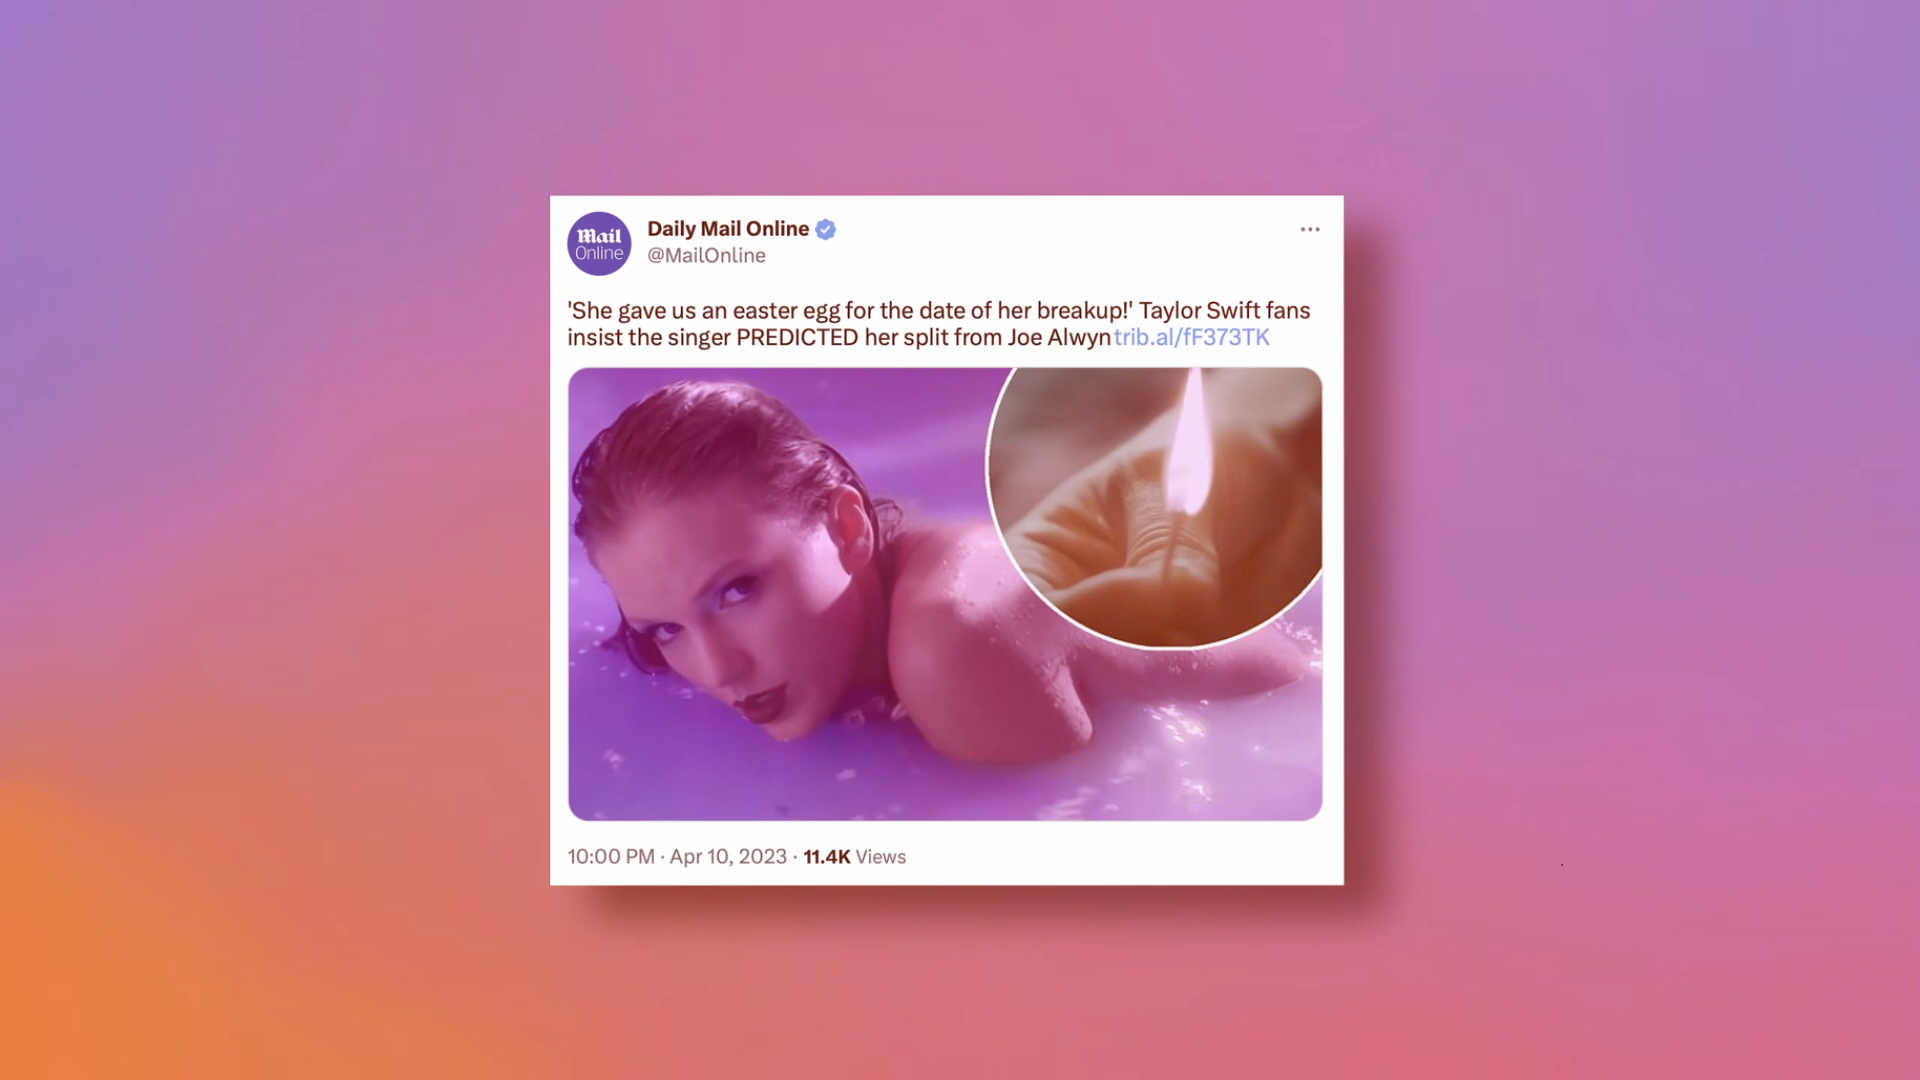 Mail
Online
Daily Mail Online
@MailOnline
'She gave us an easter egg for the date of her breakup!' Taylor Swift fans
insist the singer PREDICTED her split from Joe Alwyn trib.al/fF373TK
10:00 PM · Apr 10, 2023 · 11.4K Views